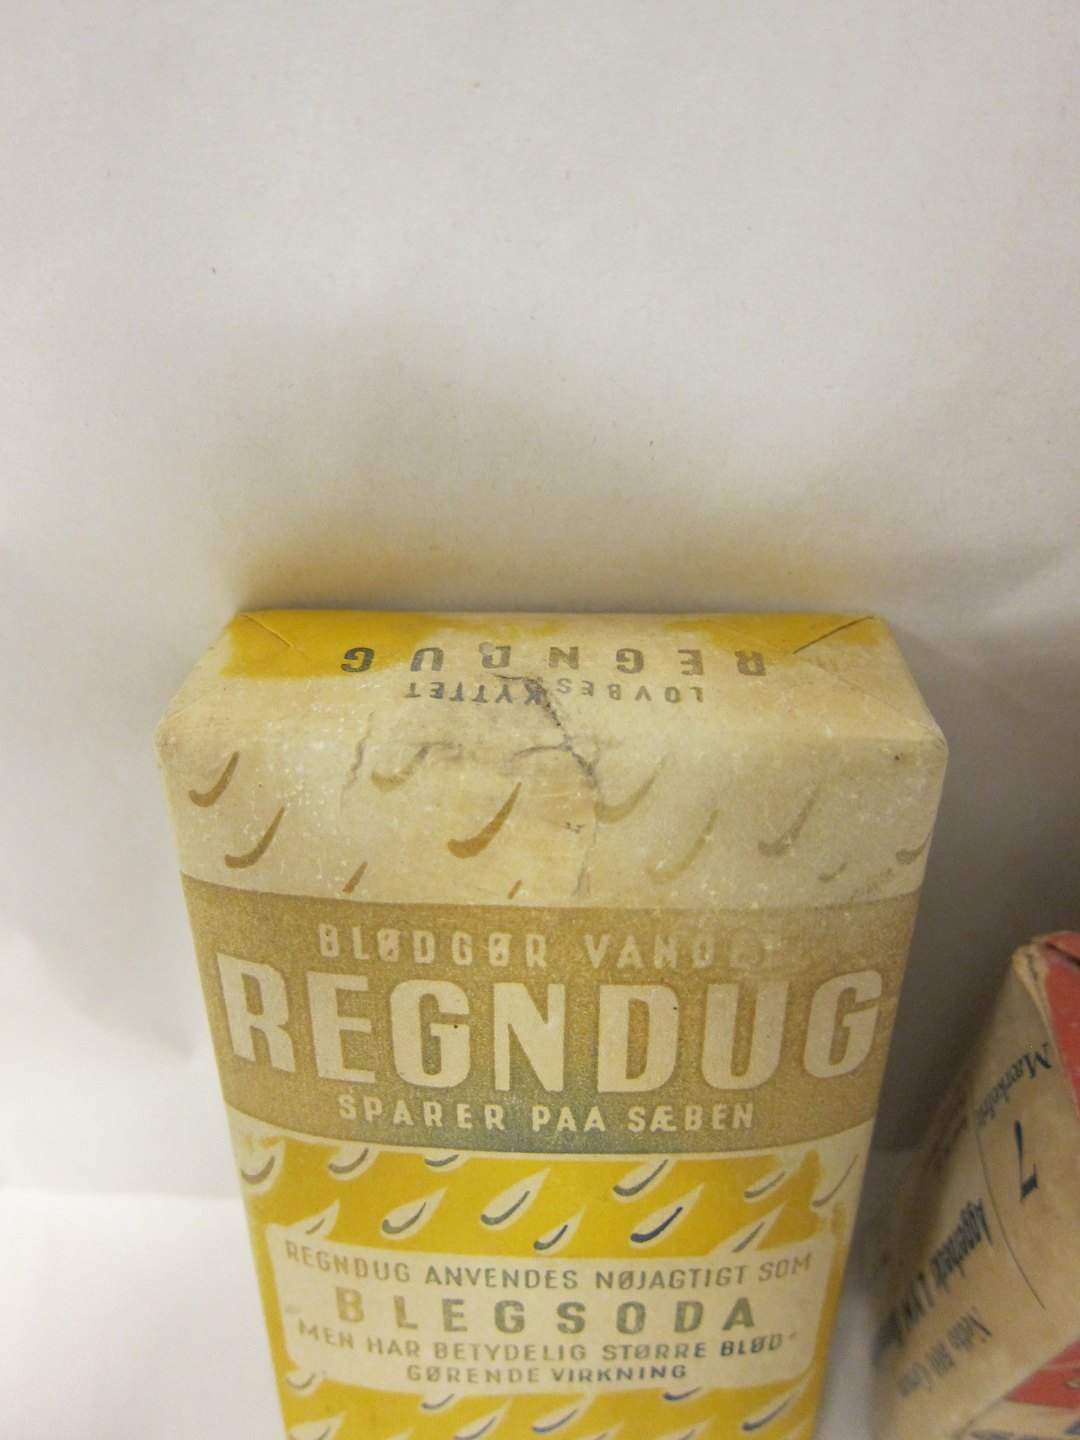 REGNDUG
LOVBESKYTTET
BLØDGØR VANDET
REGNDUG
SPARER PAA SÆBEN
REGNDUG ANVENDES NØJAGTIGT SOM
BLEGSODA
MEN HAR BETYDELIG STØRRE BLØD-
GØRENDE VIRKNING
7